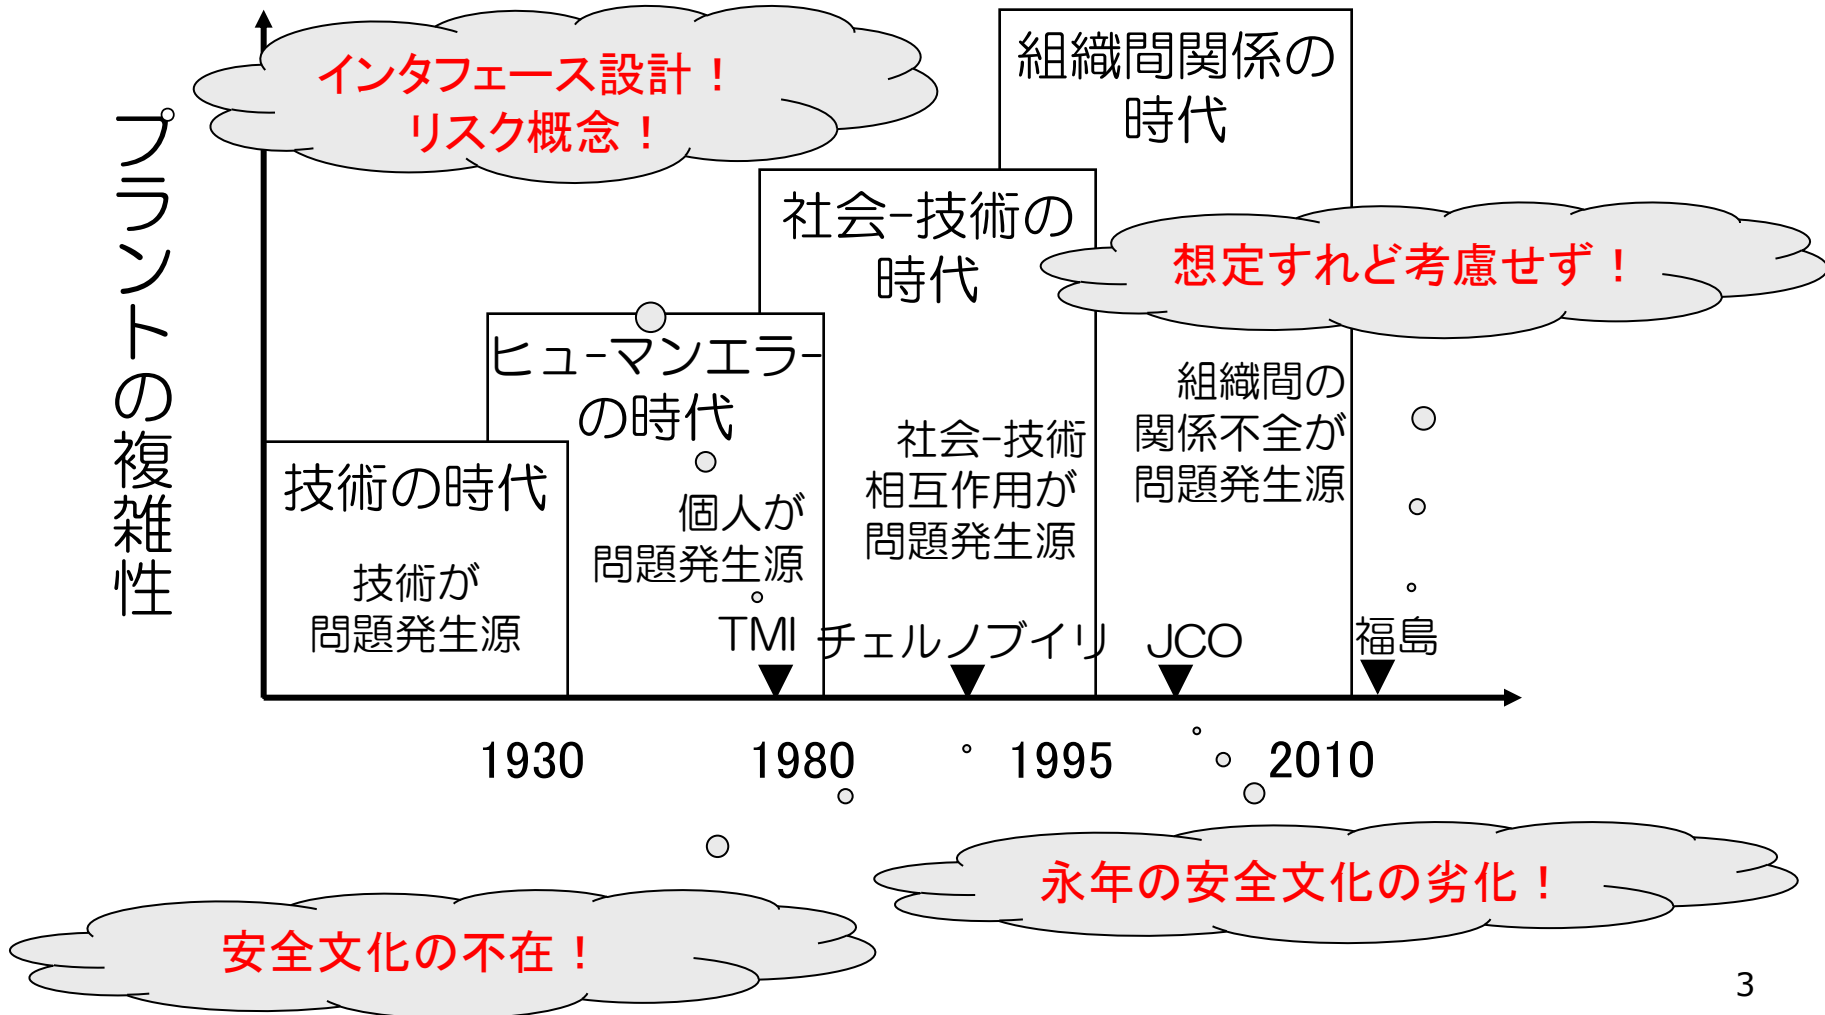 インタフェース設計！
リスク概念！
組織間関係の
時代
プラントの複雑性
社会-技術の
時代
想定すれど考慮せず！
ヒュ-マンエラ-
の時代
組織間の
関係不全が
問題発生源
社会-技術
相互作用が
問題発生源
技術の時代
個人が
問題発生源
技術が
問題発生源
TMI
チェルノブイリ
JCO
福島
1930
1980
1995
2010
永年の安全文化の劣化！
安全文化の不在！
3